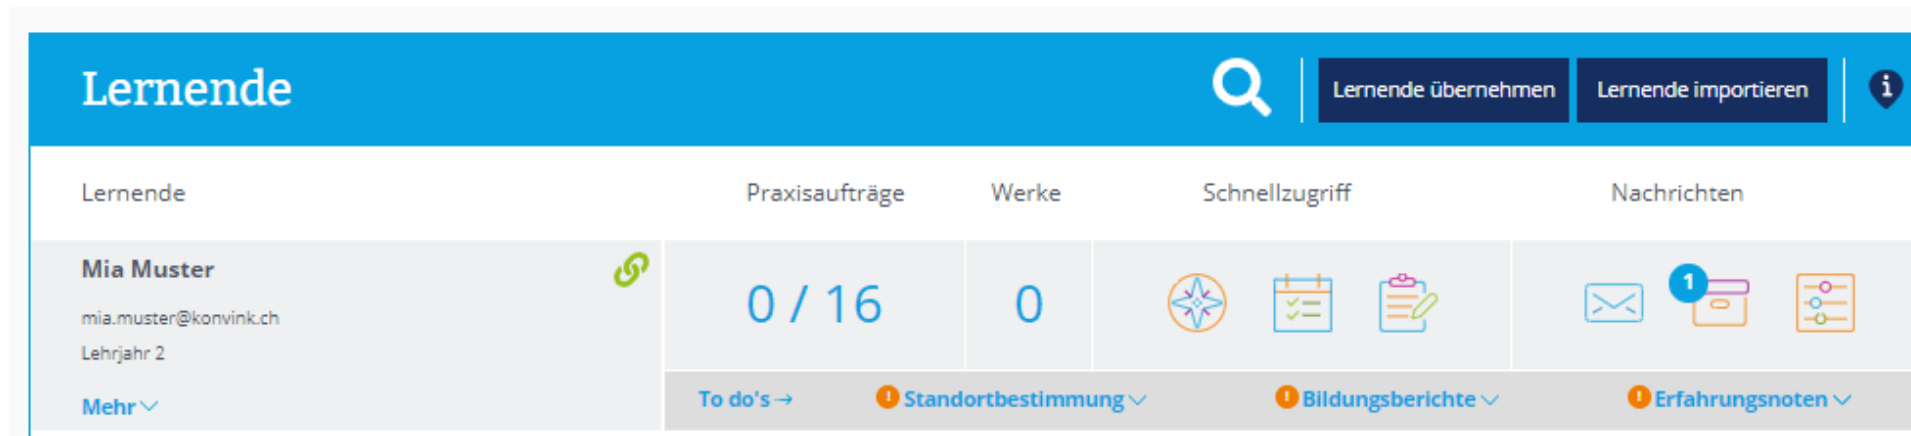 Lernende
Lernende übernehmen
Lernende importieren
Lernende Praxisaufträge Werke Schnellzugriff Nachrichten
Mia Muster
mia.muster@konvink.ch
Lehrjahr 2
Mehr
0 / 16
0
1
To do's → Standortbestimmung Bildungsberichte Erfahrungsnoten